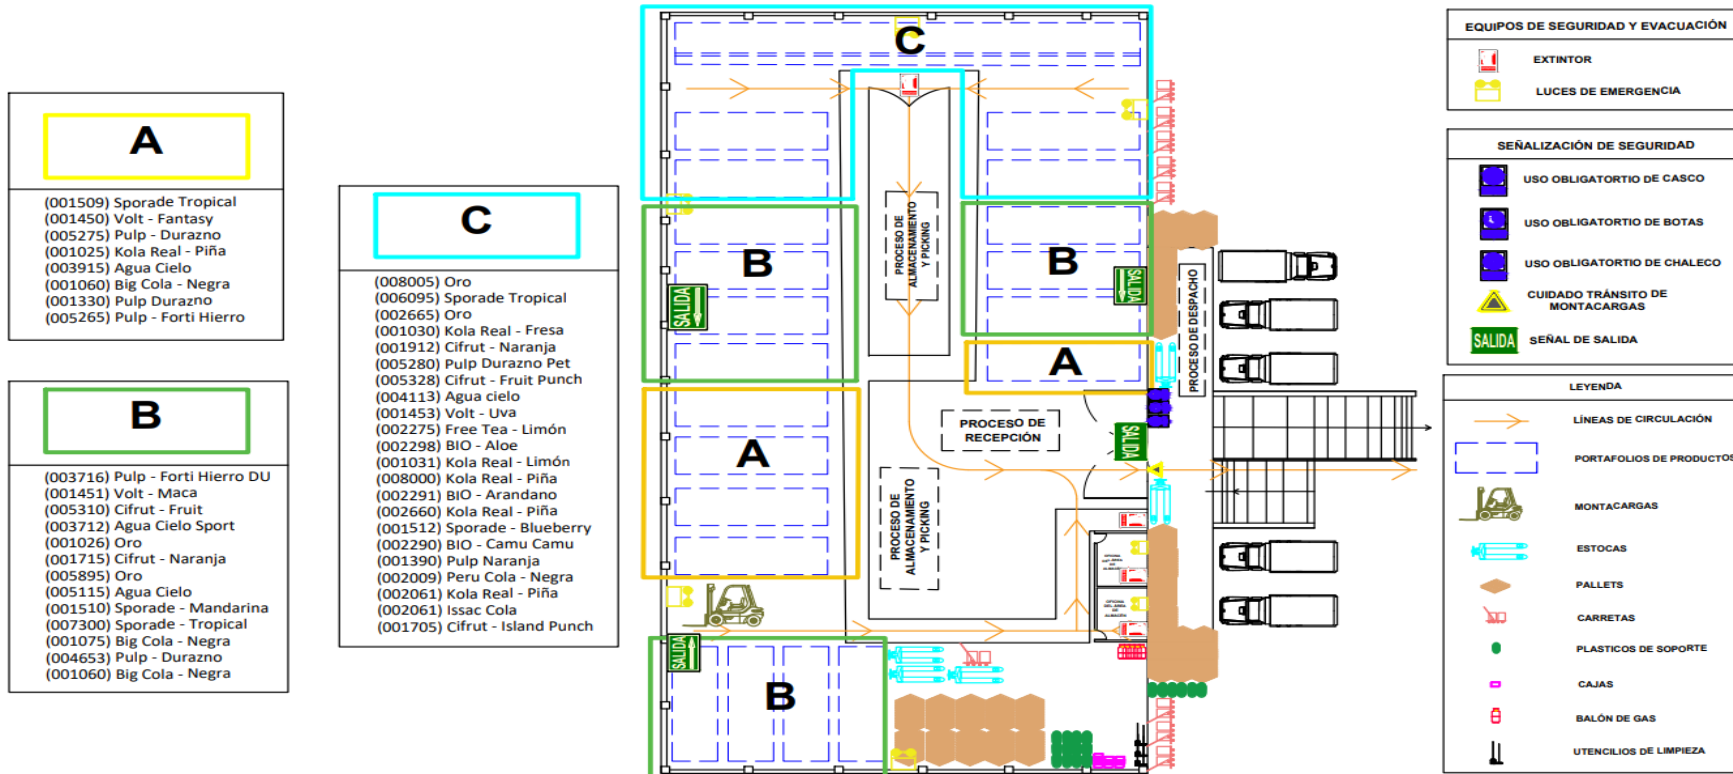 A
(001509) Sporade Tropical
(001450) Volt - Fantasy
(005275) Pulp - Durazno
(001025) Kola Real - Piña
(003915) Agua Cielo
(001060) Big Cola - Negra
(001330) Pulp Durazno
(005265) Pulp - Forti Hierro
B
(003716) Pulp - Forti Hierro DU
(001451) Volt - Maca
(005310) Cifrut - Fruit
(003712) Agua Cielo Sport
(001026) Oro
(001715) Cifrut - Naranja
(005895) Oro
(005115) Agua Cielo
(001510) Sporade - Mandarina
(007300) Sporade - Tropical
(001075) Big Cola - Negra
(004653) Pulp - Durazno
(001060) Big Cola - Negra
C
(008005) Oro
(006095) Sporade Tropical
(002665) Oro
(001030) Kola Real - Fresa
(001912) Cifrut - Naranja
(005280) Pulp Durazno Pet
(005328) Cifrut - Fruit Punch
(004113) Agua cielo
(001453) Volt - Uva
(002275) Free Tea - Limón
(002298) BIO - Aloe
(001031) Kola Real - Limón
(008000) Kola Real - Piña
(002291) BIO - Arandano
(002660) Kola Real - Piña
(001512) Sporade - Blueberry
(002290) BIO - Camu Camu
(001390) Pulp Naranja
(002009) Peru Cola - Negra
(002061) Kola Real - Piña
(002061) Issac Cola
(001705) Cifrut - Island Punch
C
PROCESO DE
ALMACENAMIENTO
Y PICKING
B
B
SALIDA
SALIDA
PROCESO DE DESPACHO
A
A
PROCESO DE
RECEPCIÓN
SALIDA
PROCESO DE
ALMACENAMIENTO
Y PICKING
OFICINA
DEL ÁREA
DE
ALMACÉN
OFICINA
DEL ÁREA
DE
ALMACÉN
SALIDA
B
EQUIPOS DE SEGURIDAD Y EVACUACIÓN
EXTINTOR
LUCES DE EMERGENCIA
SEÑALIZACIÓN DE SEGURIDAD
USO OBLIGATORTIO DE CASCO
USO OBLIGATORTIO DE BOTAS
USO OBLIGATORTIO DE CHALECO
CUIDADO TRÁNSITO DE
MONTACARGAS
SALIDA SEÑAL DE SALIDA
LEYENDA
LÍNEAS DE CIRCULACIÓN
PORTAFOLIOS DE PRODUCTOS
MONTACARGAS
ESTOCAS
PALLETS
CARRETAS
PLASTICOS DE SOPORTE
CAJAS
BALÓN DE GAS
UTENCILIOS DE LIMPIEZA